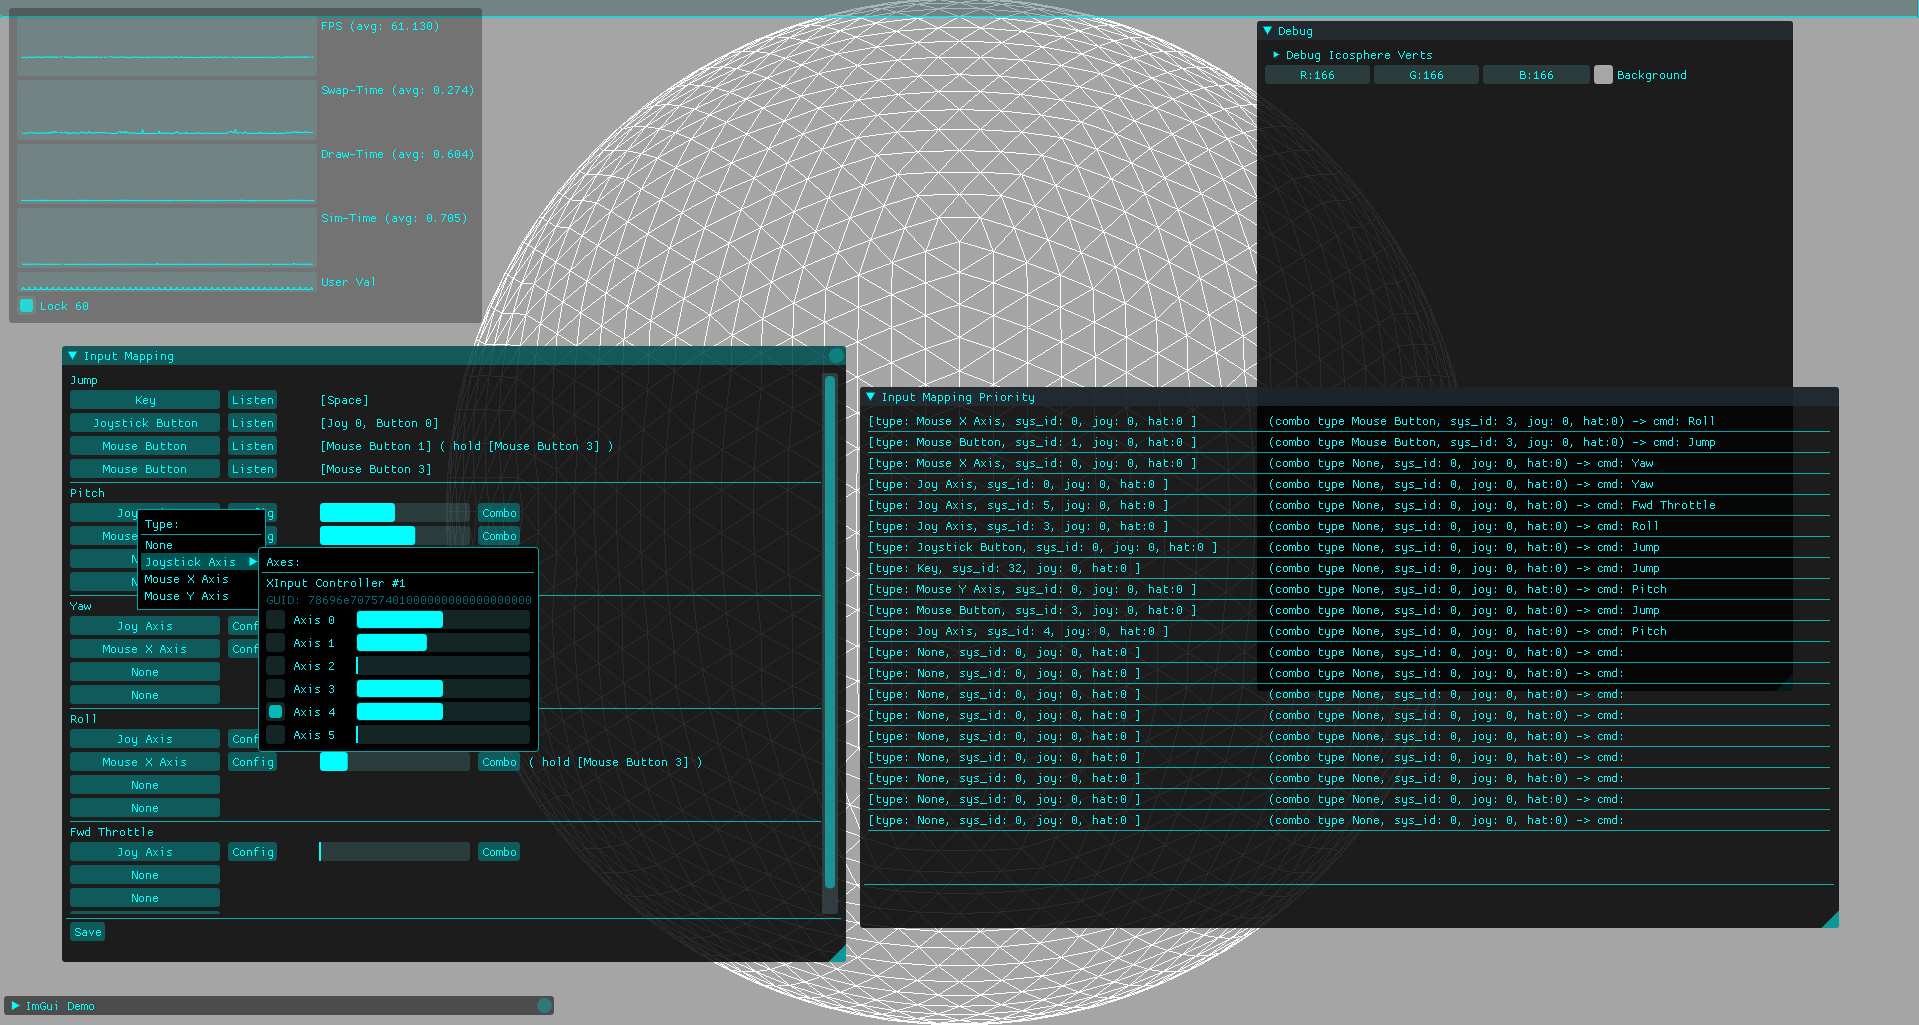 FPS (avg: 61.130)
Swap-Time (avg: 0.274)
Draw-Time (avg: 0.604)
Sim-Time (avg: 0.705)
User Val
Lock 60
Debug
Debug Icosphere Verts
R:166 G:166 B:166 Background
Input Mapping
Jump
Key Listen [Space]
Joystick Button Listen [Joy 0, Button 0]
Mouse Button Listen [Mouse Button 1] ( hold [Mouse Button 3] )
Mouse Button Listen [Mouse Button 3]
Pitch
Combo
Combo
Type:
None
Joystick Axis
Mouse X Axis
Mouse Y Axis
Axes:
XInput Controller #1
Axis 0
Axis 1
Axis 2
Axis 3
Axis 4
Axis 5
Yaw
Joy Axis
Mouse X Axis
None
None
Roll
Joy Axis
Mouse X Axis Config Combo ( hold [Mouse Button 3] )
None
None
Fwd Throttle
Joy Axis Config Combo
None
None
Save
Input Mapping Priority
[type: Mouse X Axis, sys_id: 0, joy: 0, hat:0 ] (combo type Mouse Button, sys_id: 3, joy: 0, hat:0) -> cmd: Roll
[type: Mouse Button, sys_id: 1, joy: 0, hat:0 ] (combo type Mouse Button, sys_id: 3, joy: 0, hat:0) -> cmd: Jump
[type: Mouse X Axis, sys_id: 0, joy: 0, hat:0 ] (combo type None, sys_id: 0, joy: 0, hat:0) -> cmd: Yaw
[type: Joy Axis, sys_id: 0, joy: 0, hat:0 ] (combo type None, sys_id: 0, joy: 0, hat:0) -> cmd: Yaw
[type: Joy Axis, sys_id: 5, joy: 0, hat:0 ] (combo type None, sys_id: 0, joy: 0, hat:0) -> cmd: Fwd Throttle
[type: Joy Axis, sys_id: 3, joy: 0, hat:0 ] (combo type None, sys_id: 0, joy: 0, hat:0) -> cmd: Roll
[type: Joystick Button, sys_id: 0, joy: 0, hat:0 ] (combo type None, sys_id: 0, joy: 0, hat:0) -> cmd: Jump
[type: Key, sys_id: 32, joy: 0, hat:0 ] (combo type None, sys_id: 0, joy: 0, hat:0) -> cmd: Jump
[type: Mouse Y Axis, sys_id: 0, joy: 0, hat:0 ] (combo type None, sys_id: 0, joy: 0, hat:0) -> cmd: Pitch
[type: Mouse Button, sys_id: 3, joy: 0, hat:0 ] (combo type None, sys_id: 0, joy: 0, hat:0) -> cmd: Jump
[type: Joy Axis, sys_id: 4, joy: 0, hat:0 ] (combo type None, sys_id: 0, joy: 0, hat:0) -> cmd: Pitch
[type: None, sys_id: 0, joy: 0, hat:0 ] (combo type None, sys_id: 0, joy: 0, hat:0) -> cmd:
[type: None, sys_id: 0, joy: 0, hat:0 ] (combo type None, sys_id: 0, joy: 0, hat:0) -> cmd:
[type: None, sys_id: 0, joy: 0, hat:0 ] (combo type None, sys_id: 0, joy: 0, hat:0) -> cmd:
[type: None, sys_id: 0, joy: 0, hat:0 ] (combo type None, sys_id: 0, joy: 0, hat:0) -> cmd:
[type: None, sys_id: 0, joy: 0, hat:0 ] (combo type None, sys_id: 0, joy: 0, hat:0) -> cmd:
[type: None, sys_id: 0, joy: 0, hat:0 ] (combo type None, sys_id: 0, joy: 0, hat:0) -> cmd:
[type: None, sys_id: 0, joy: 0, hat:0 ] (combo type None, sys_id: 0, joy: 0, hat:0) -> cmd:
[type: None, sys_id: 0, joy: 0, hat:0 ] (combo type None, sys_id: 0, joy: 0, hat:0) -> cmd:
[type: None, sys_id: 0, joy: 0, hat:0 ] (combo type None, sys_id: 0, joy: 0, hat:0) -> cmd:
ImGui Demo